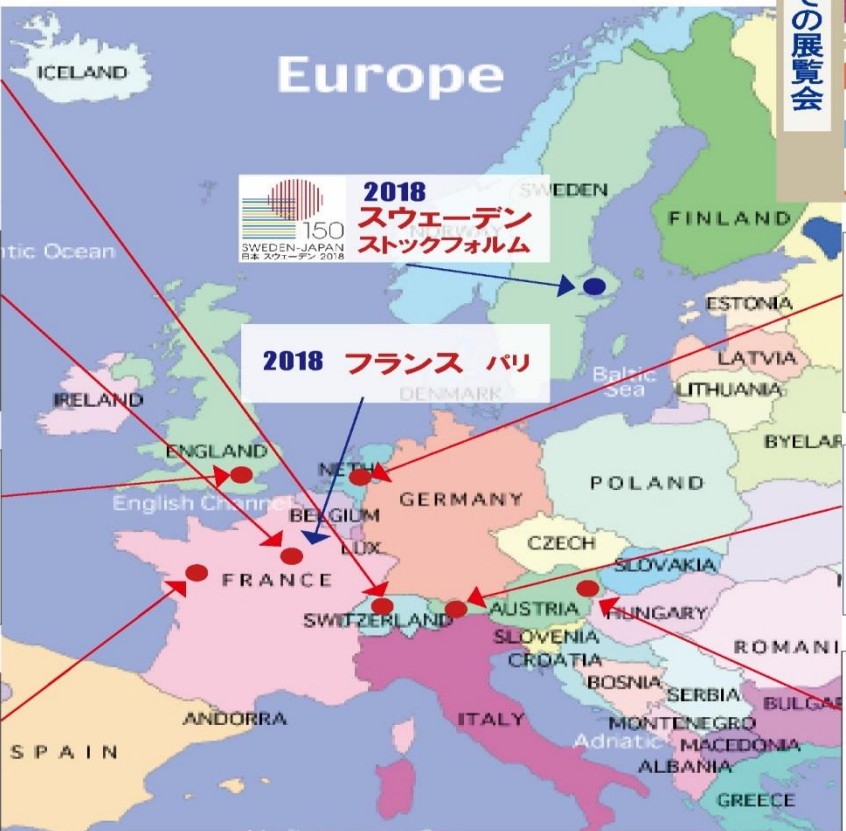 の展覧会
ICELAND
Europe
2018
スウェーデン
ストックフォルム
150
SWEDEN-JAPAN
日本 スウェーデン 2018
SWEDEN
NORWAY
FINLAND
tic Ocean
ESTONIA
2018 フランス パリ
LATVIA
Baltic
Sea
LITHUANIA
DENMARK
IRELAND
BYELAR
ENGLAND
NETH
POLAND
GERMANY
English Channel
BELGIUM
CZECH
LUX
SLOVAKIA
FRANCE
AUSTRIA
HUNGARY
SWITZERLAND
SLOVENIA
ROMANI
CROATIA
BOSNIA
SERBIA
BULGA
ANDORRA
ITALY
MONTENEGRO
Adriatic
MACEDONIA
SPAIN
ALBANIA
GREECE